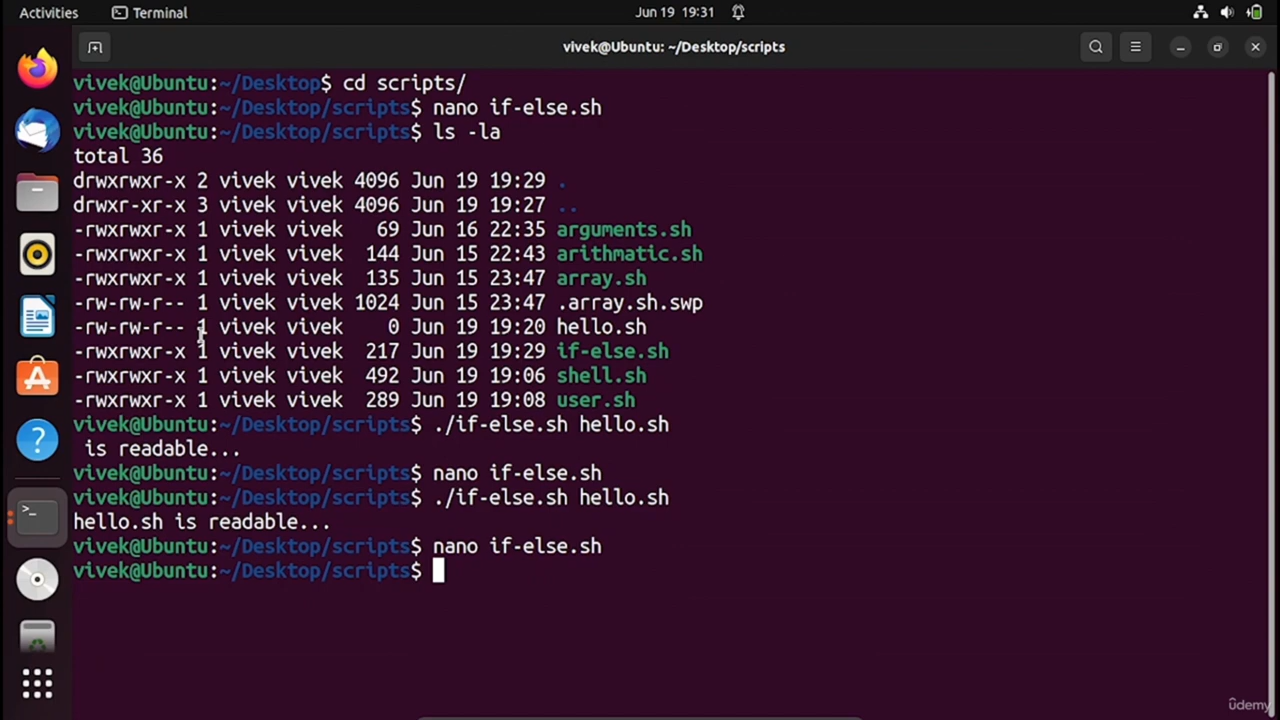 Activities Terminal Jun 19 19:31
vivek@Ubuntu: ~/Desktop/scripts
vivek@Ubuntu:~/Desktop$ cd scripts/
vivek@Ubuntu:~/Desktop/scripts$ nano if-else.sh
vivek@Ubuntu:~/Desktop/scripts$ ls -la
total 36
drwxrwxr-x 2 vivek vivek 4096 Jun 19 19:29 .
drwxr-xr-x 3 vivek vivek 4096 Jun 19 19:27 ..
-rwxrwxr-x 1 vivek vivek   69 Jun 16 22:35 arguments.sh
-rwxrwxr-x 1 vivek vivek  144 Jun 15 22:43 arithmatic.sh
-rwxrwxr-x 1 vivek vivek  135 Jun 15 23:47 array.sh
-rw-rw-r-- 1 vivek vivek 1024 Jun 15 23:47 .array.sh.swp
-rw-rw-r-- 1 vivek vivek    0 Jun 19 19:20 hello.sh
-rwxrwxr-x 1 vivek vivek  217 Jun 19 19:29 if-else.sh
-rwxrwxr-x 1 vivek vivek  492 Jun 19 19:06 shell.sh
-rwxrwxr-x 1 vivek vivek  289 Jun 19 19:08 user.sh
vivek@Ubuntu:~/Desktop/scripts$ ./if-else.sh hello.sh
 is readable...
vivek@Ubuntu:~/Desktop/scripts$ nano if-else.sh
vivek@Ubuntu:~/Desktop/scripts$ ./if-else.sh hello.sh
hello.sh is readable...
vivek@Ubuntu:~/Desktop/scripts$ nano if-else.sh
vivek@Ubuntu:~/Desktop/scripts$
ûdemy